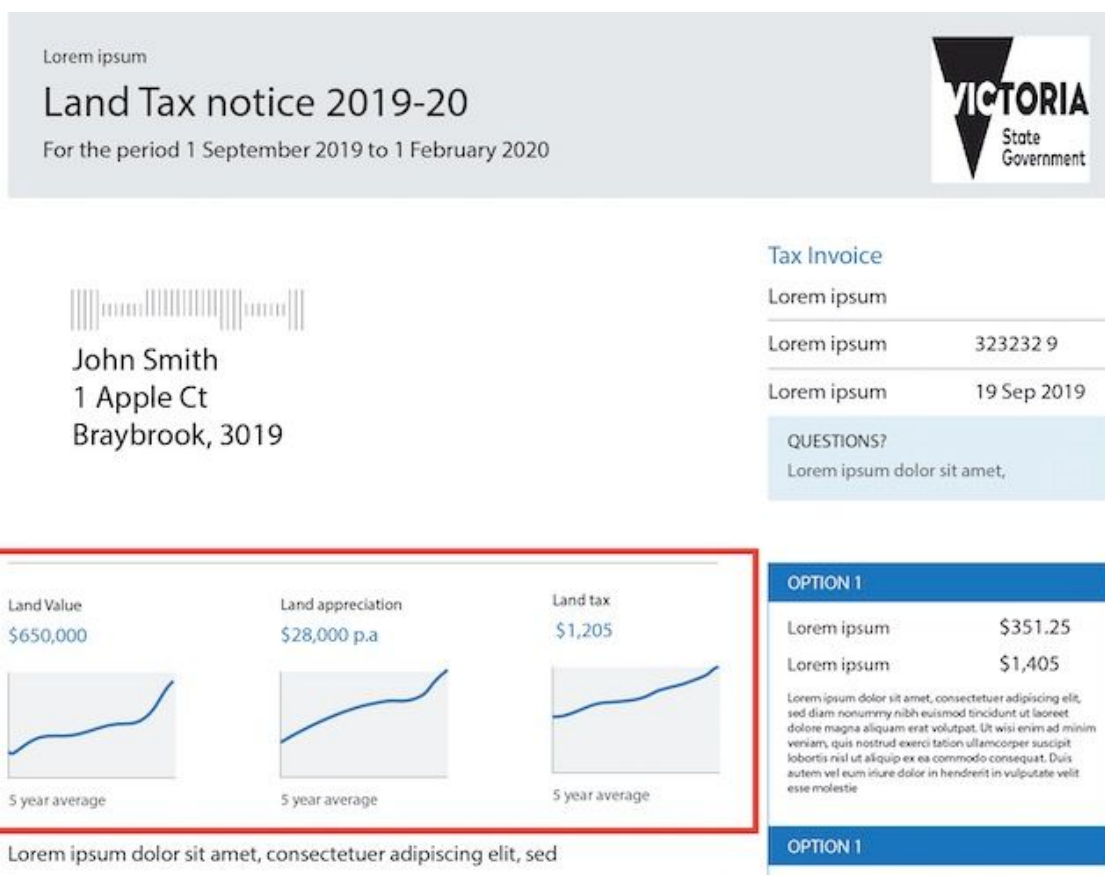 Lorem ipsum
Land Tax notice 2019-20
For the period 1 September 2019 to 1 February 2020
VICTORIA
State
Government
John Smith
1 Apple Ct
Braybrook, 3019
Tax Invoice
Lorem ipsum
Lorem ipsum 323232 9
Lorem ipsum 19 Sep 2019
QUESTIONS?
Lorem ipsum dolor sit amet,
Land Value
$650,000
5 year average
Land appreciation
$28,000 p.a
5 year average
Land tax
$1,205
5 year average
Lorem ipsum dolor sit amet, consectetuer adipiscing elit, sed
OPTION 1
Lorem ipsum $351.25
Lorem ipsum $1,405
Lorem ipsum dolor sit amet, consectetuer adipiscing elit,
sed diam nonummy nibh euismod tincidunt ut laoreet
dolore magna aliquam erat volutpat. Ut wisi enim ad minim
veniam, quis nostrud exerci tation ullamcorper suscipit
lobortis nisl ut aliquip ex ea commodo consequat. Duis
autem vel eum iriure dolor in hendrerit in vulputate velit
esse molestie
OPTION 1